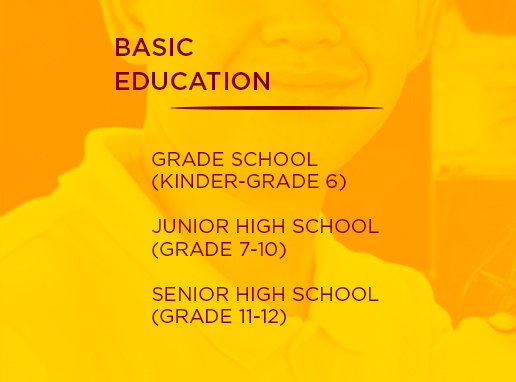 BASIC
EDUCATION
GRADE SCHOOL
(KINDER-GRADE 6)
JUNIOR HIGH SCHOOL
(GRADE 7-10)
SENIOR HIGH SCHOOL
(GRADE 11-12)